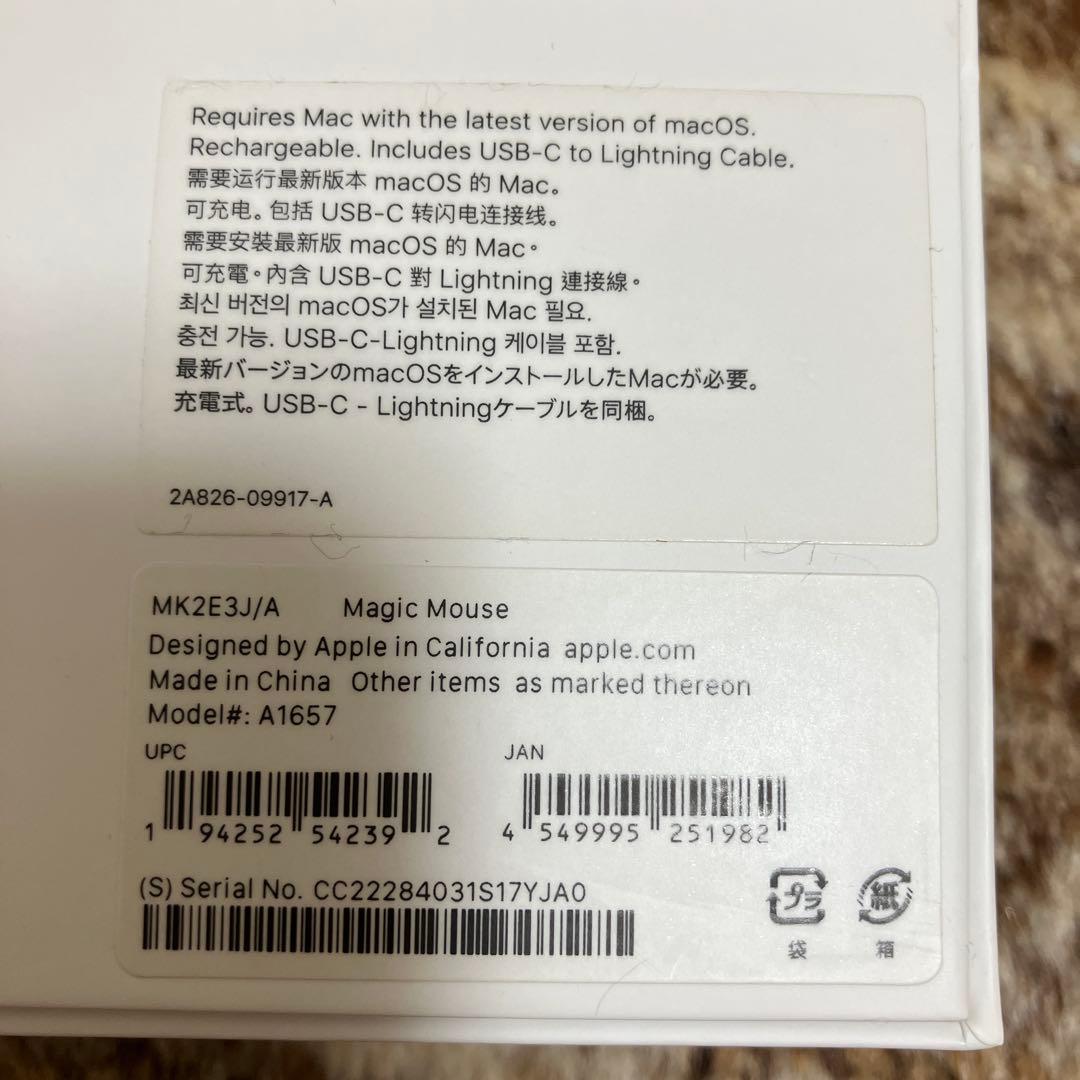 Requires Mac with the latest version of macOS.
Rechargeable. Includes USB-C to Lightning Cable.
需要运行最新版本 macOS 的 Mac。
可充电。包括 USB-C 转闪电连接线。
需要安裝最新版 macOS 的 Mac。
可充電。內含 USB-C 對 Lightning 連接線。
최신 버전의 macOS가 설치된 Mac 필요.
충전 가능. USB-C-Lightning 케이블 포함.
最新バージョンのmacOSをインストールしたMacが必要。
充電式。USB-C - Lightningケーブルを同梱。
2A826-09917-A
MK2E3J/A Magic Mouse
Designed by Apple in California apple.com
Made in China Other items as marked thereon
Model#: A1657
UPC JAN
1 94252 54239 2 4 549995 251982
(S) Serial No. CC22284031S17YJA0
プラ 紙
袋 箱